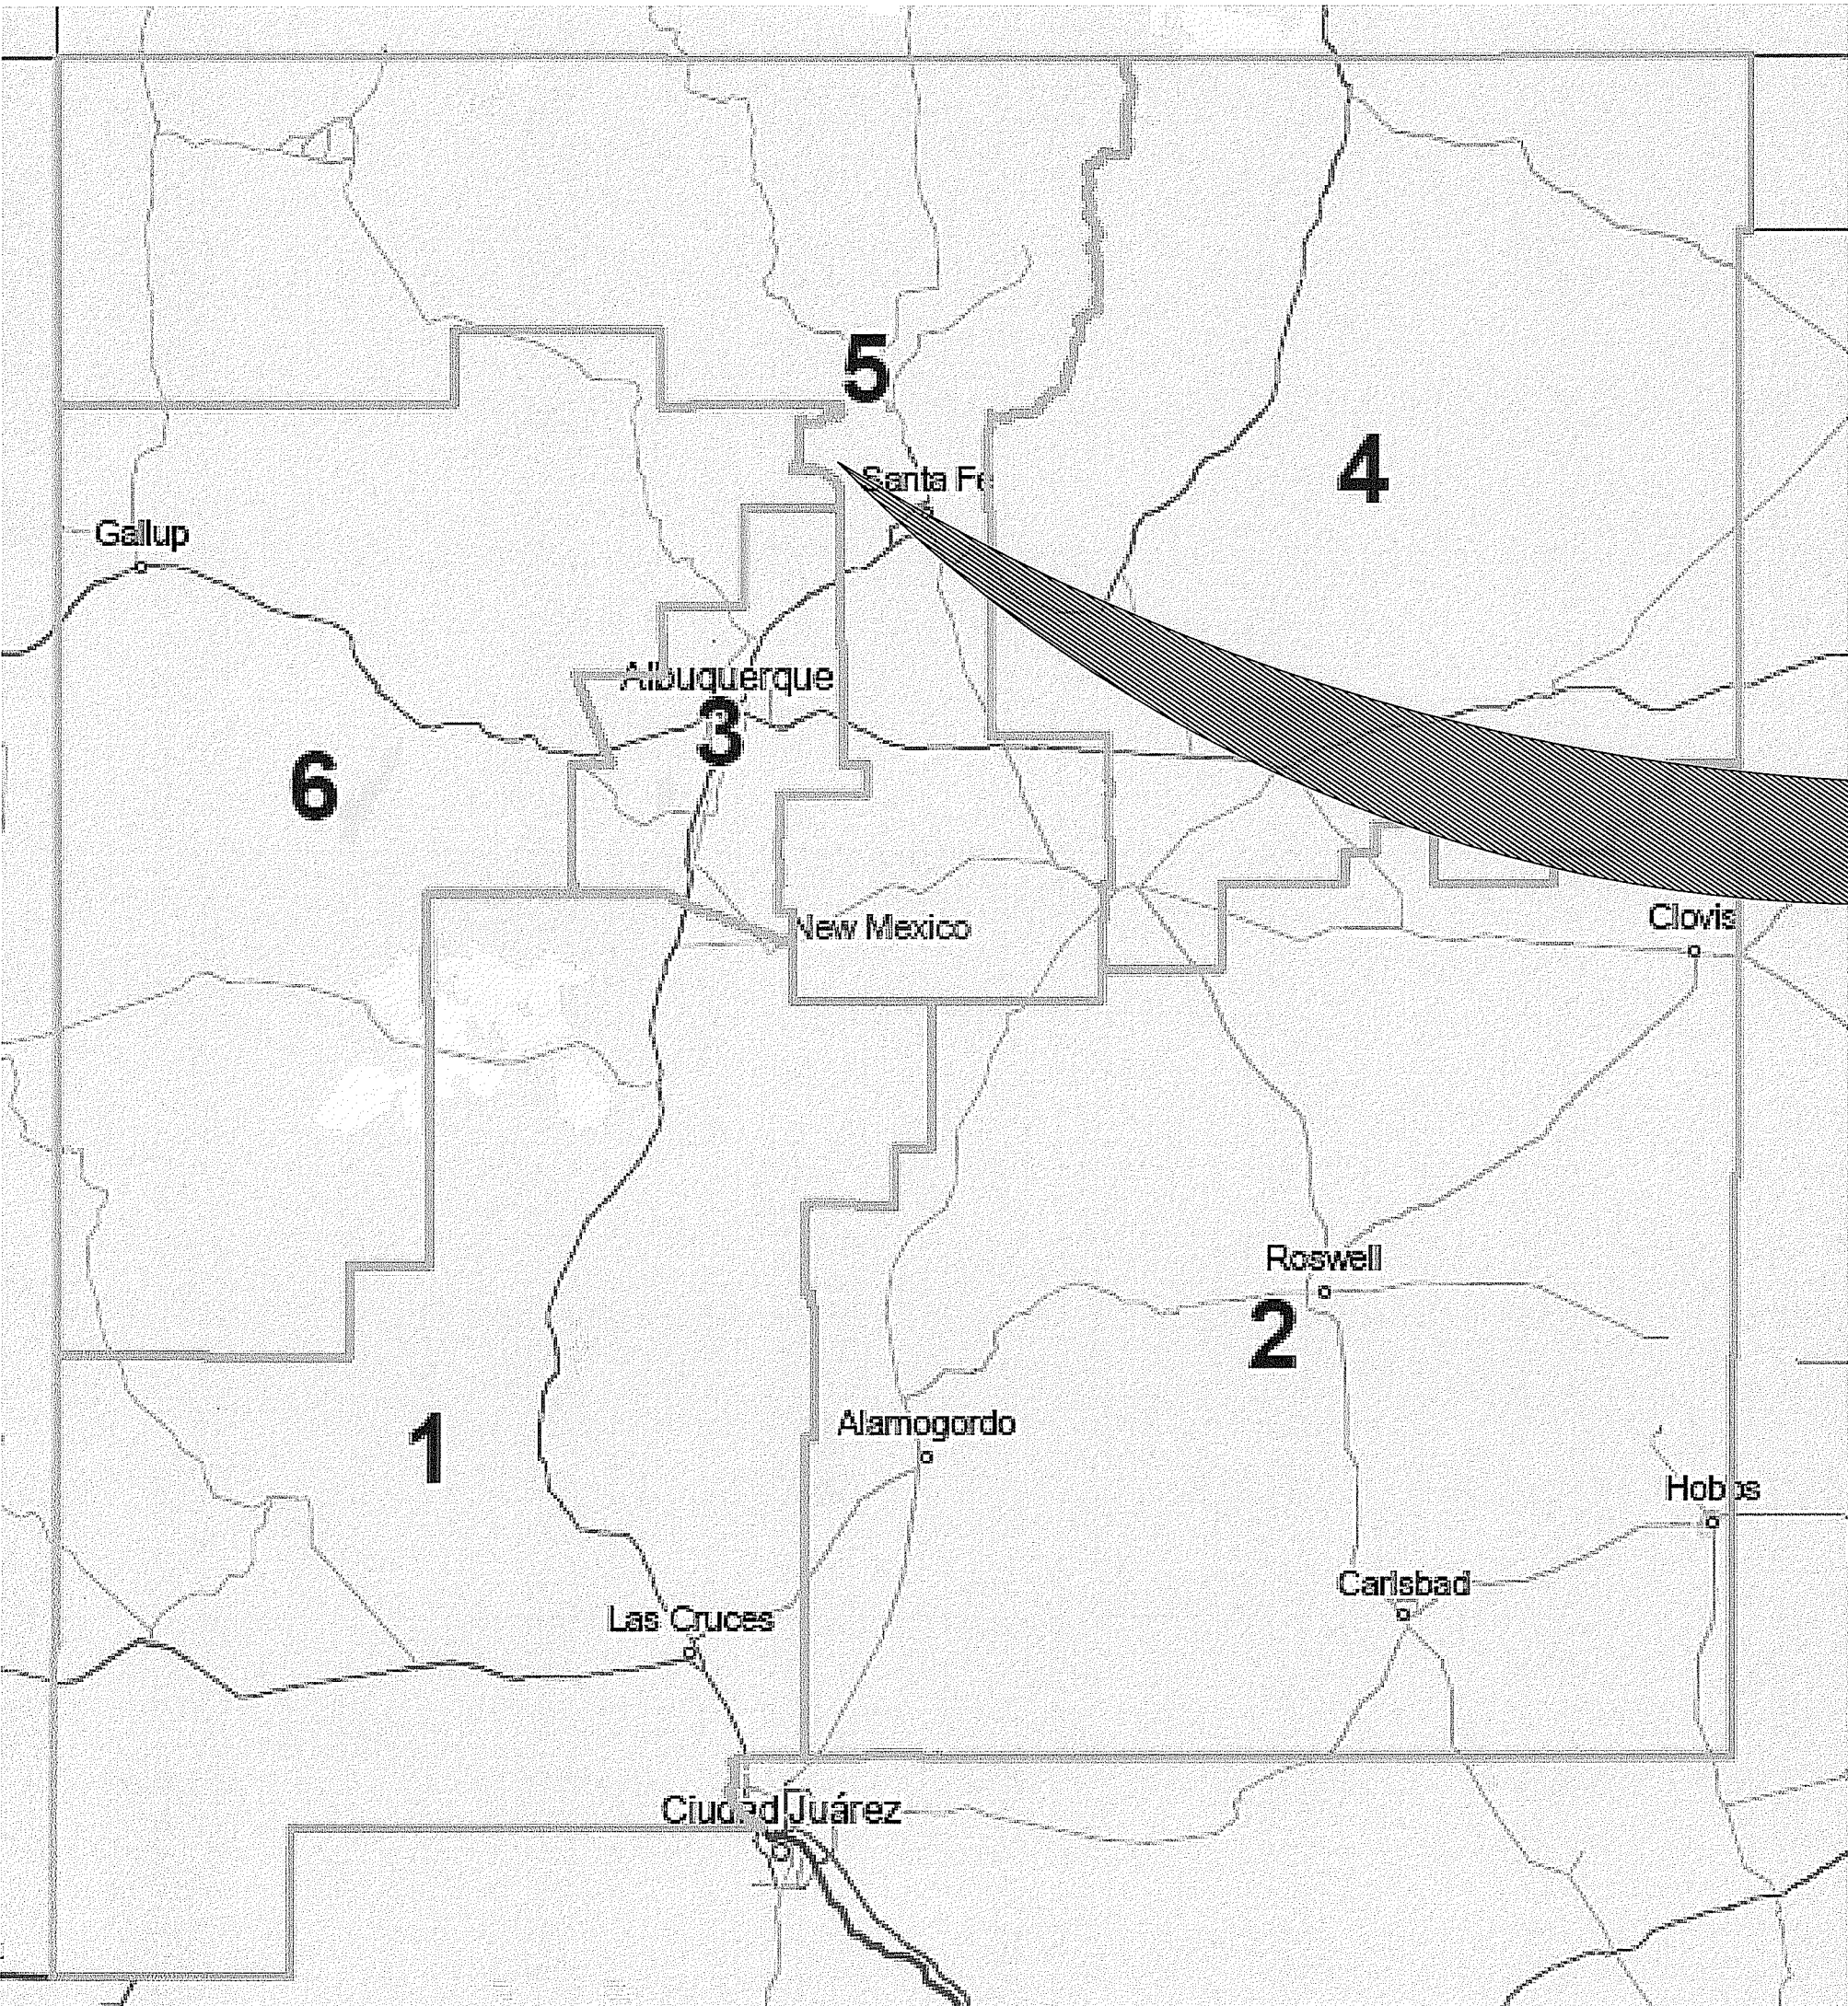 5
4
Santa Fe
Gallup
Albuquerque
3
6
Clovis
New Mexico
Roswell
2
Alamogordo
1
Hobbs
Carlsbad
Las Cruces
Ciudad Juárez